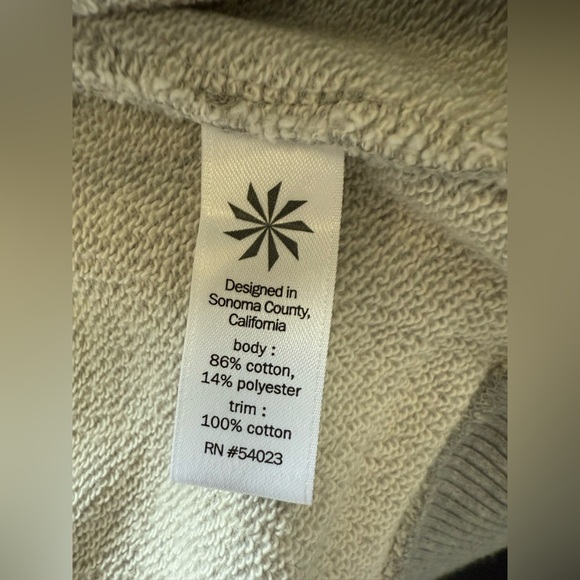 Designed in
Sonoma County,
California
body :
86% cotton,
14% polyester
trim :
100% cotton
RN #54023